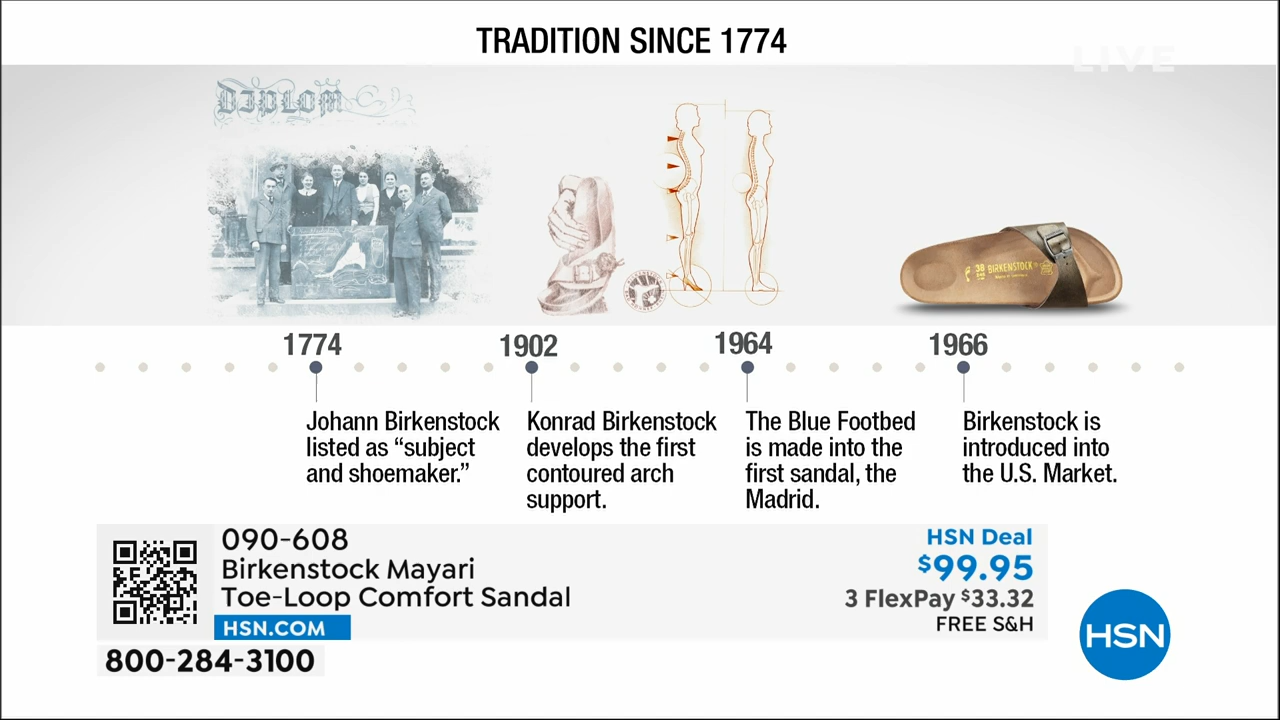 TRADITION SINCE 1774
LIVE
Diplom
38
BIRKENSTOCK
1774
1902
1964
1966
Johann Birkenstock
listed as “subject
and shoemaker.”
Konrad Birkenstock
develops the first
contoured arch
support.
The Blue Footbed
is made into the
first sandal, the
Madrid.
Birkenstock is
introduced into
the U.S. Market.
090-608
Birkenstock Mayari
Toe-Loop Comfort Sandal
HSN.COM
800-284-3100
HSN Deal
$99.95
3 FlexPay $33.32
FREE S&H
HSN